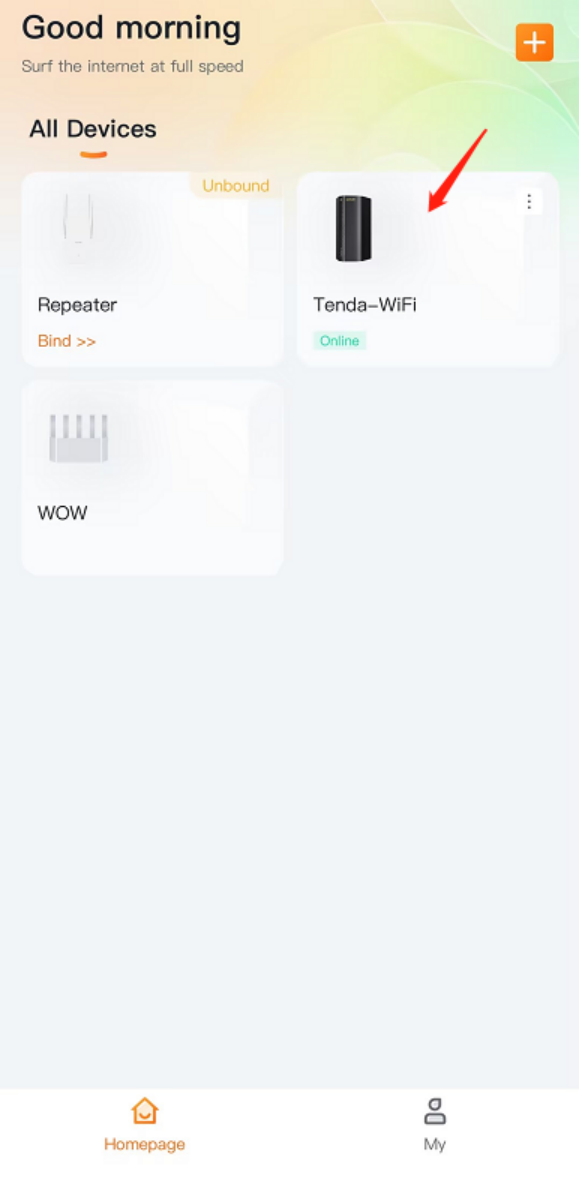 Good morning
Surf the internet at full speed
All Devices
Unbound
Repeater
Bind >>
Tenda-WiFi
Online
WOW
Homepage
My